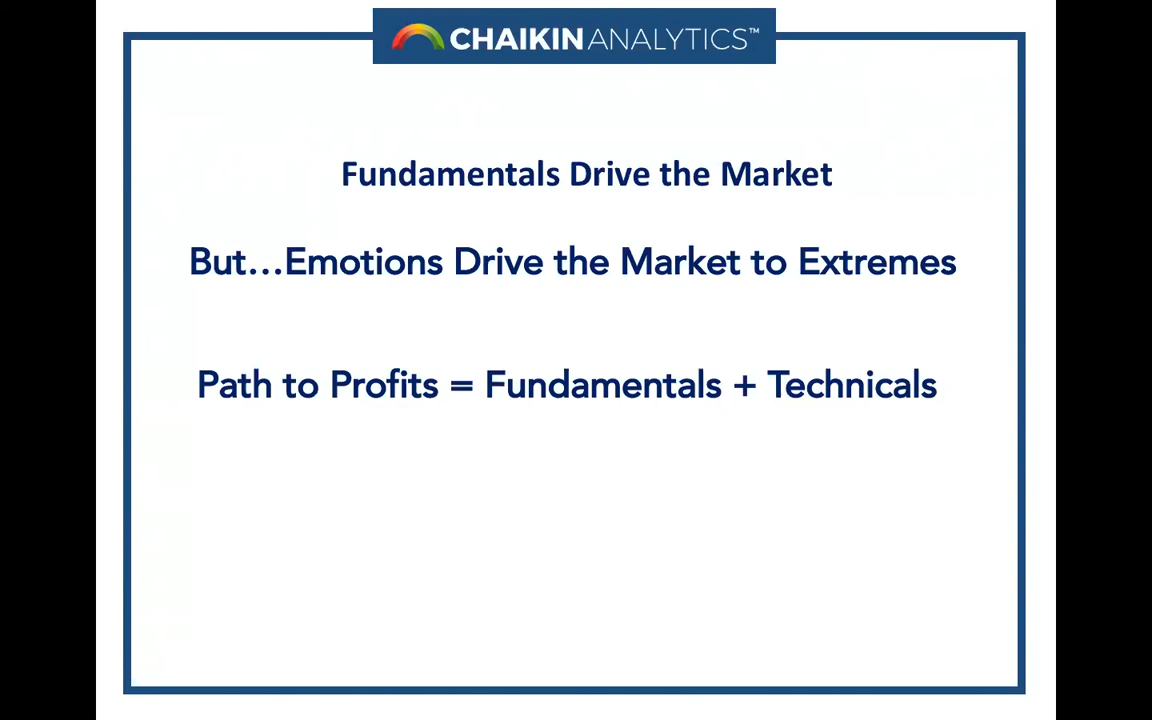 CHAIKIN ANALYTICS™
Fundamentals Drive the Market
But…Emotions Drive the Market to Extremes
Path to Profits = Fundamentals + Technicals